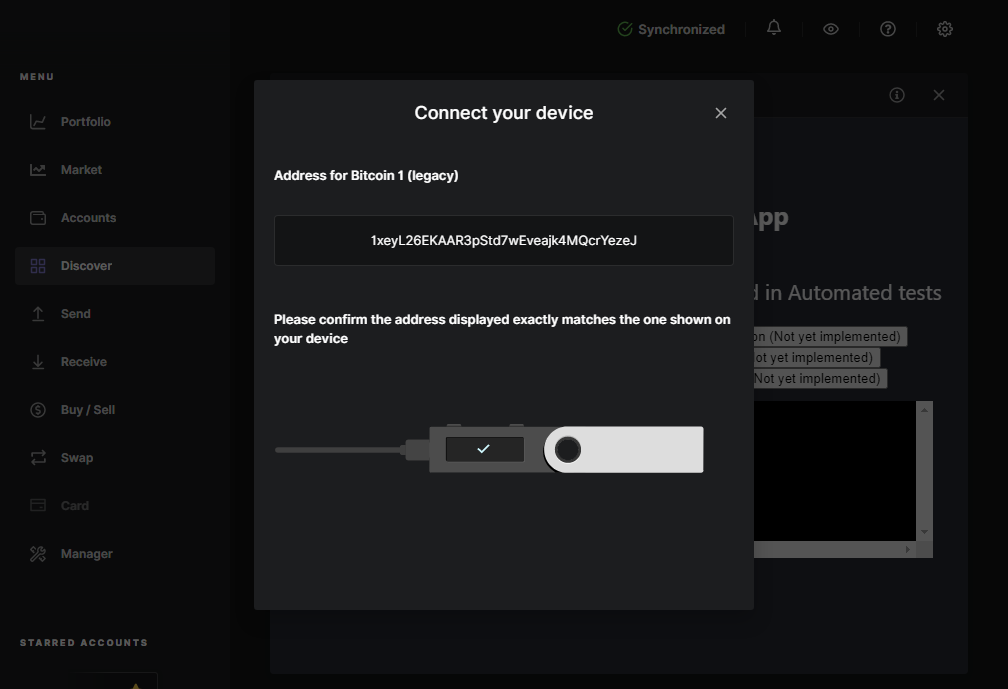 Synchronized
MENU
Portfolio
Market
Accounts
Discover
Send
Receive
Buy / Sell
Swap
Card
Manager
STARRED ACCOUNTS
Connect your device
Address for Bitcoin 1 (legacy)
1xeyL26EKAAR3pStd7wEveajk4MQcrYezeJ
Please confirm the address displayed exactly matches the one shown on
your device
App
d in Automated tests
on (Not yet implemented)
ot yet implemented)
(Not yet implemented)